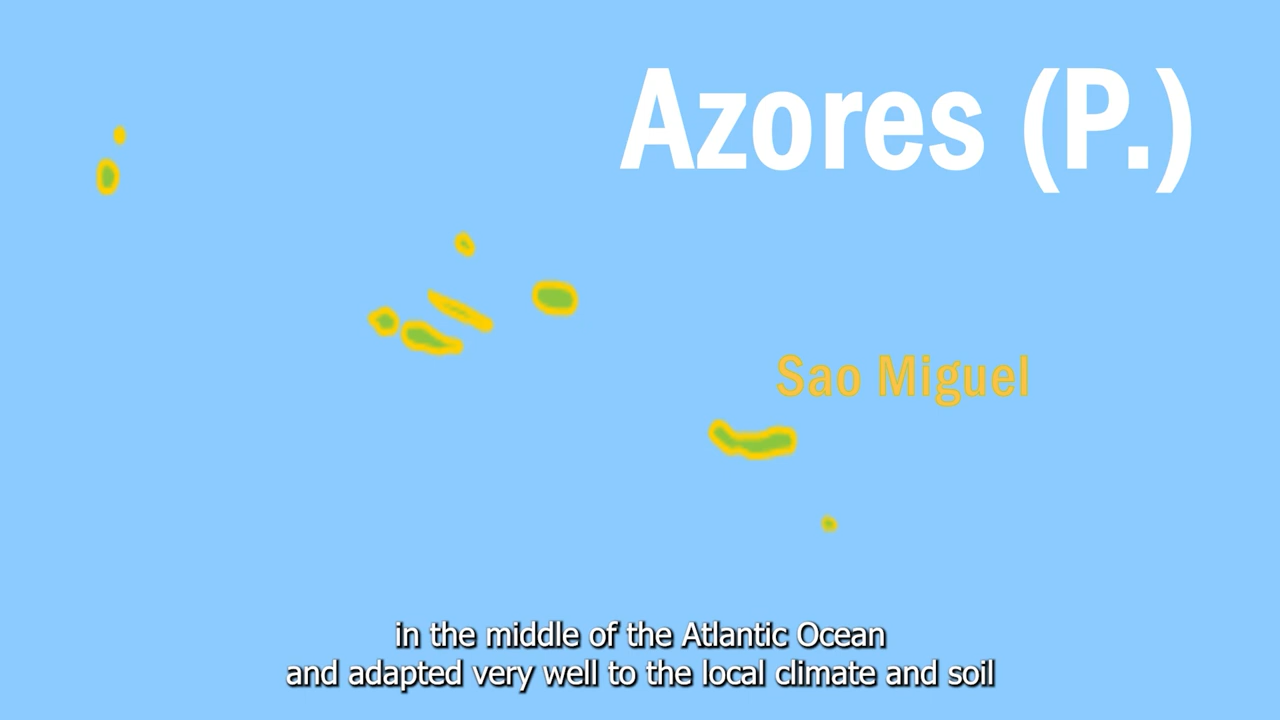 Azores (P.)
Sao Miguel
in the middle of the Atlantic Ocean
and adapted very well to the local climate and soil